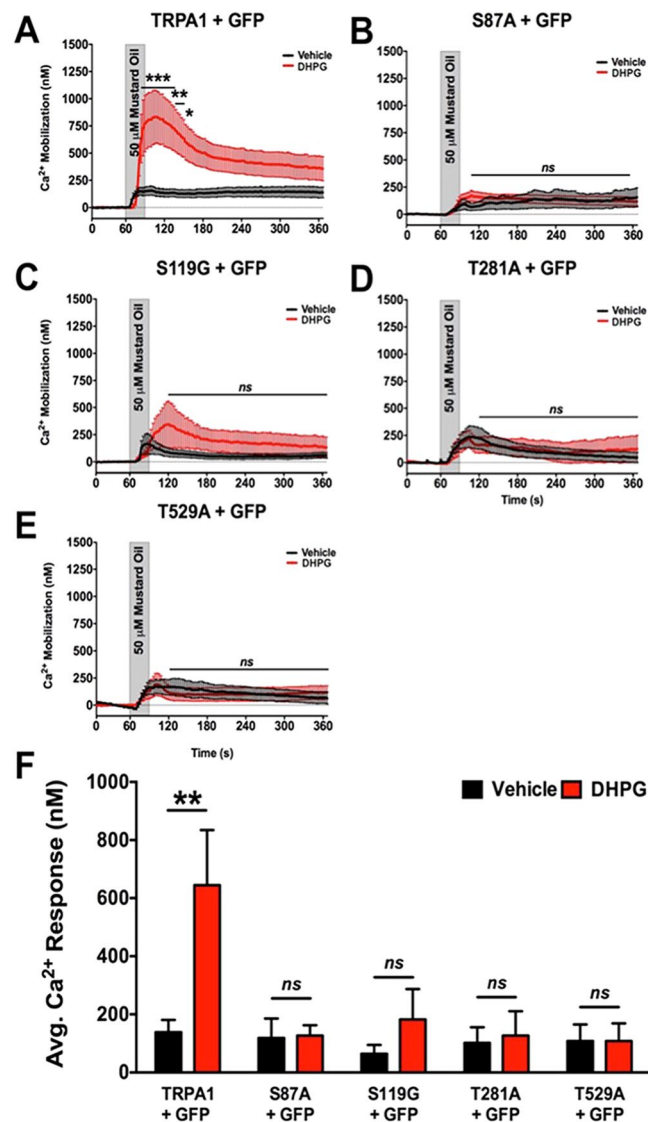 A
TRPA1 + GFP
Ca2+ Mobilization (nM)
1500
1250
1000
750
500
250
0
50 µM Mustard Oil
***
**
*
Vehicle
DHPG
0 60 120 180 240 300 360
B
S87A + GFP
Ca2+ Mobilization (nM)
1500
1250
1000
750
500
250
0
50 µM Mustard Oil
ns
Vehicle
DHPG
0 60 120 180 240 300 360
C
S119G + GFP
Ca2+ Mobilization (nM)
1500
1250
1000
750
500
250
0
50 µM Mustard Oil
ns
Vehicle
DHPG
0 60 120 180 240 300 360
D
T281A + GFP
Ca2+ Mobilization (nM)
1500
1250
1000
750
500
250
0
50 µM Mustard Oil
ns
Vehicle
DHPG
0 60 120 180 240 300 360
Time (s)
E
T529A + GFP
Ca2+ Mobilization (nM)
1500
1250
1000
750
500
250
0
50 µM Mustard Oil
ns
Vehicle
DHPG
0 60 120 180 240 300 360
Time (s)
F
Avg. Ca2+ Response (nM)
1000
800
600
400
200
0
Vehicle DHPG
**
ns ns ns ns
TRPA1 S87A S119G T281A T529A
+ GFP + GFP + GFP + GFP + GFP